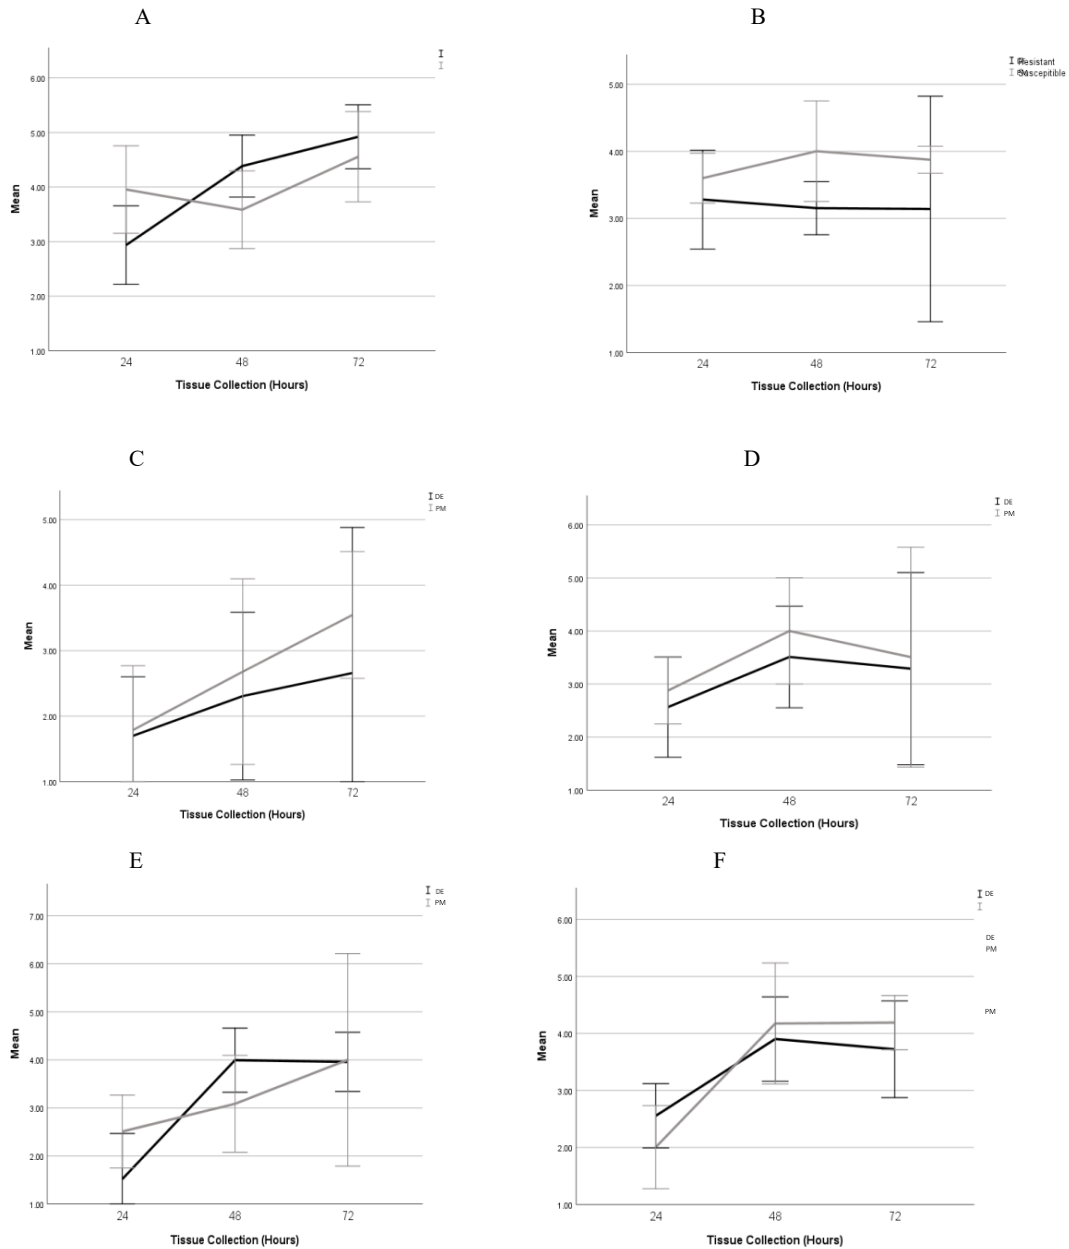 A
6.00
5.00
4.00
3.00
2.00
1.00
Mean
24 48 72
Tissue Collection (Hours)
B
Resistant
Susceptible
5.00
4.00
3.00
2.00
1.00
Mean
24 48 72
Tissue Collection (Hours)
C
DE
PM
5.00
4.00
3.00
2.00
1.00
Mean
24 48 72
Tissue Collection (Hours)
D
DE
PM
6.00
5.00
4.00
3.00
2.00
1.00
Mean
24 48 72
Tissue Collection (Hours)
E
DE
PM
7.00
6.00
5.00
4.00
3.00
2.00
1.00
Mean
24 48 72
Tissue Collection (Hours)
F
DE
DE
PM
PM
6.00
5.00
4.00
3.00
2.00
1.00
Mean
24 48 72
Tissue Collection (Hours)